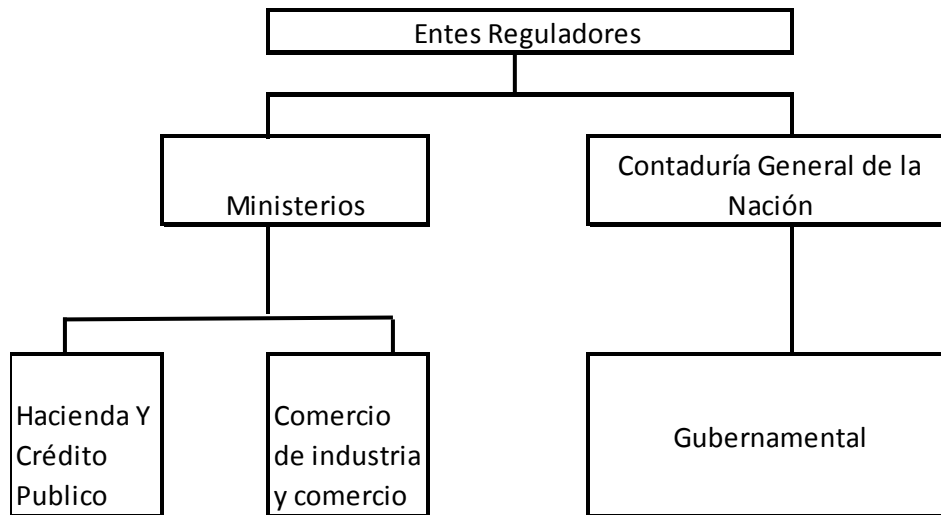 Entes Reguladores
Ministerios
Contaduría General de la
Nación
Hacienda Y
Crédito
Publico
Comercio
de industria
y comercio
Gubernamental